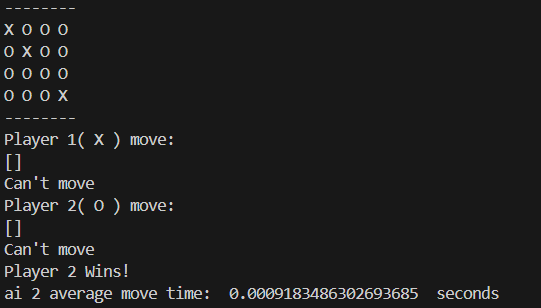 --------
X O O O
O X O O
O O O O
O O O X
--------
Player 1( X ) move:
[]
Can't move
Player 2( O ) move:
[]
Can't move
Player 2 Wins!
ai 2 average move time:  0.0009183486302693685  seconds